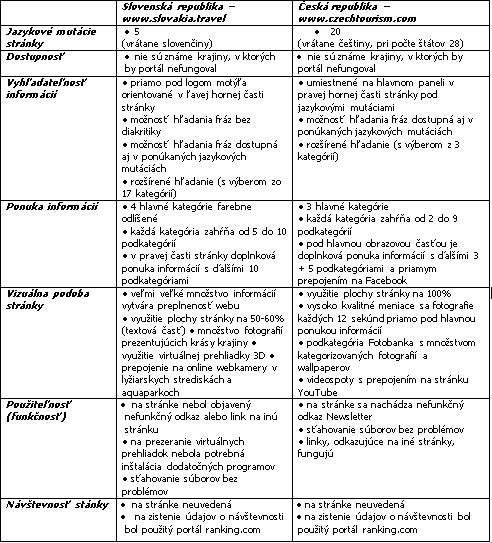 Slovenská republika –
www.slovakia.travel
Česká republika –
www.czechtourism.com
Jazykové mutácie
stránky
• 5
(vrátane slovenčiny)
• 20
(vrátane češtiny, pri počte štátov 28)
Dostupnosť
• nie sú známe krajiny, v ktorých
by portál nefungoval
• nie sú známe krajiny, v ktorých
by portál nefungoval
Vyhľadateľnosť
informácií
• priamo pod logom motýľa
orientované v ľavej hornej časti
stránky
• možnosť hľadania fráz bez
diakritiky
• možnosť hľadania fráz dostupná
aj v ponúkaných jazykových
mutáciách
• rozšírené hľadanie (s výberom zo
17 kategórií)
• umiestnené na hlavnom paneli v
pravej hornej časti stránky pod
jazykovými mutáciami
• možnosť hľadania fráz dostupná aj v
ponúkaných jazykových mutáciách
• rozšírené hľadanie (s výberom z 3
kategórií)
Ponuka informácií
• 4 hlavné kategórie farebne
odlíšené
• každá kategória zahŕňa od 5 do 10
podkategórií
• v pravej časti stránky doplnková
ponuka informácií s ďalšími 10
podkategóriami
• 3 hlavné kategórie
• každá kategória zahŕňa od 2 do 9
podkategórií
• pod hlavnou obrazovou časťou je
doplnková ponuka informácií s ďalšími 3
+ 5 podkategóriami a priamym
prepojením na Facebook
Vizuálna podoba
stránky
• veľmi veľké množstvo informácií
vytvára preplnenosť webu
• využitie plochy stránky na 50-60%
(textová časť) • množstvo fotografií
prezentujúcich krásy krajiny •
využitie virtuálnej prehliadky 3D •
prepojenie na online webkamery v
lyžiarskych strediskách a
aquaparkoch
• využitie plochy stránky na 100%
• vysoko kvalitné meniace sa fotografie
každých 12 sekúnd priamo pod hlavnou
ponukou informácií
• podkategória Fotobanka s množstvom
kategorizovaných fotografií a
wallpaperov
• videospoty s prepojením na stránku
YouTube
Použiteľnosť
(funkčnosť)
• na stránke nebol objavený
nefunkčný odkaz alebo link na inú
stránku
• na prezeranie virtuálnych
prehliadok nebola potrebná
inštalácia dodatočných programov
• sťahovanie súborov bez
problémov
• na stránke sa nachádza nefunkčný
odkaz Newsletter
• sťahovanie súborov bez problémov
• linky, odkazujúce na iné stránky,
fungujú
Návštevnosť stánky
• na stránke neuvedená
• na zistenie údajov o návštevnosti
bol použitý portál ranking.com
• na stránke neuvedená
• na zistenie údajov o návštevnosti bol
použitý portál ranking.com